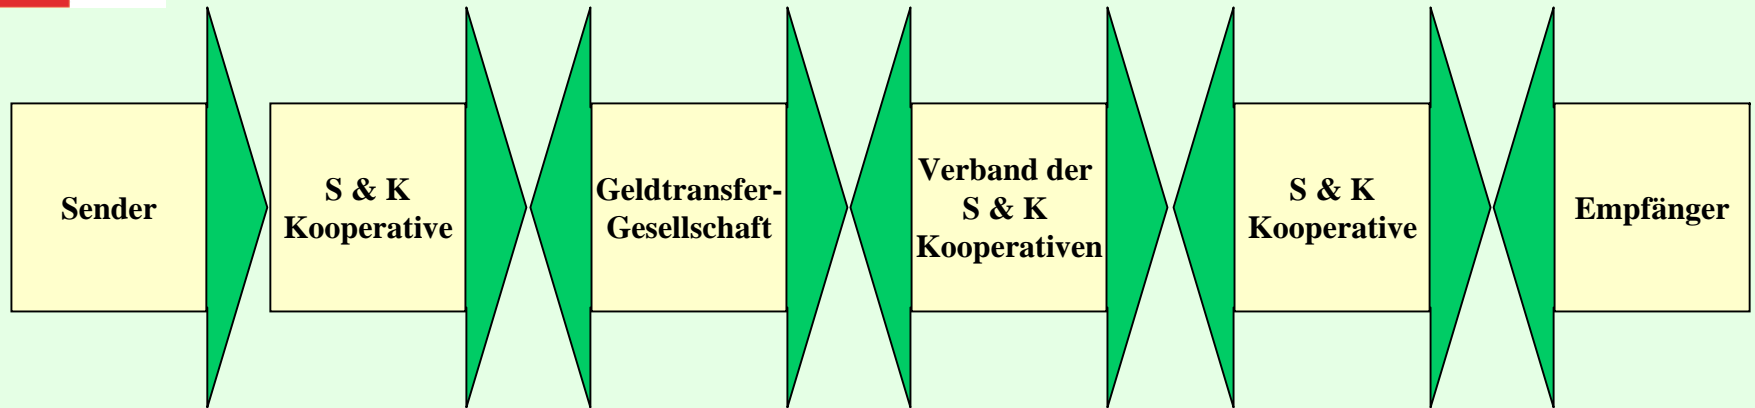 Sender
S & K
Kooperative
Geldtransfer-
Gesellschaft
Verband der
S & K
Kooperativen
S & K
Kooperative
Empfänger